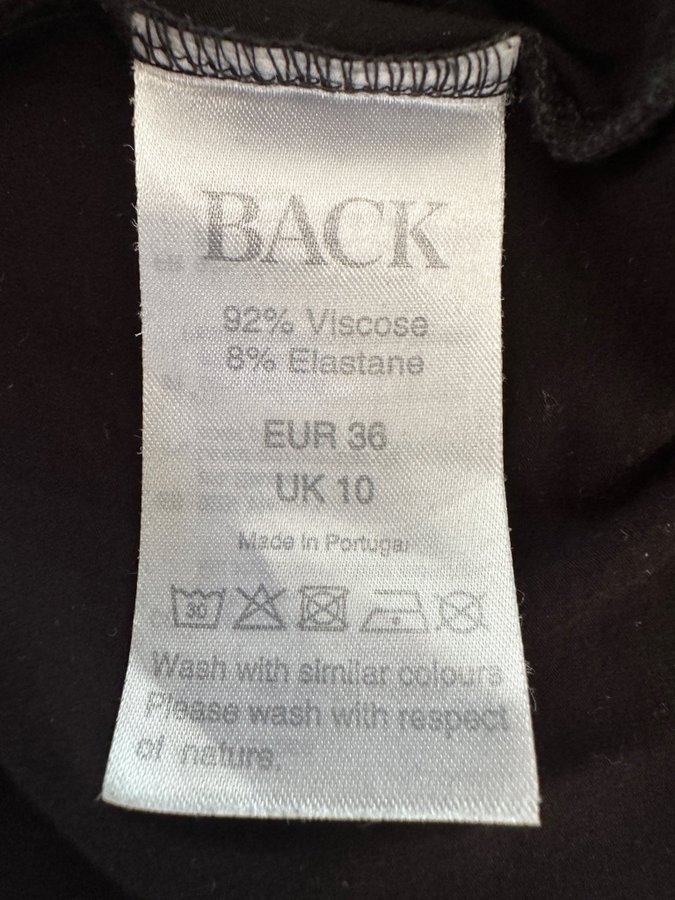 BACK
92% Viscose
8% Elastane
EUR 36
UK 10
Made in Portugal
30
Wash with similar colours
Please wash with respect
of nature.